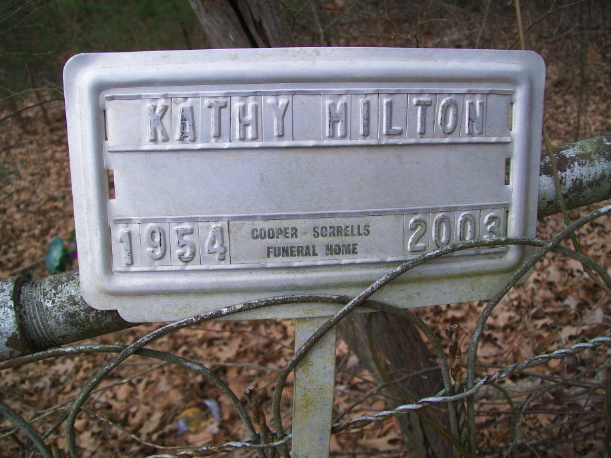 KATHY HILTON
1954 COOPER - SORRELLS 2003
FUNERAL HOME